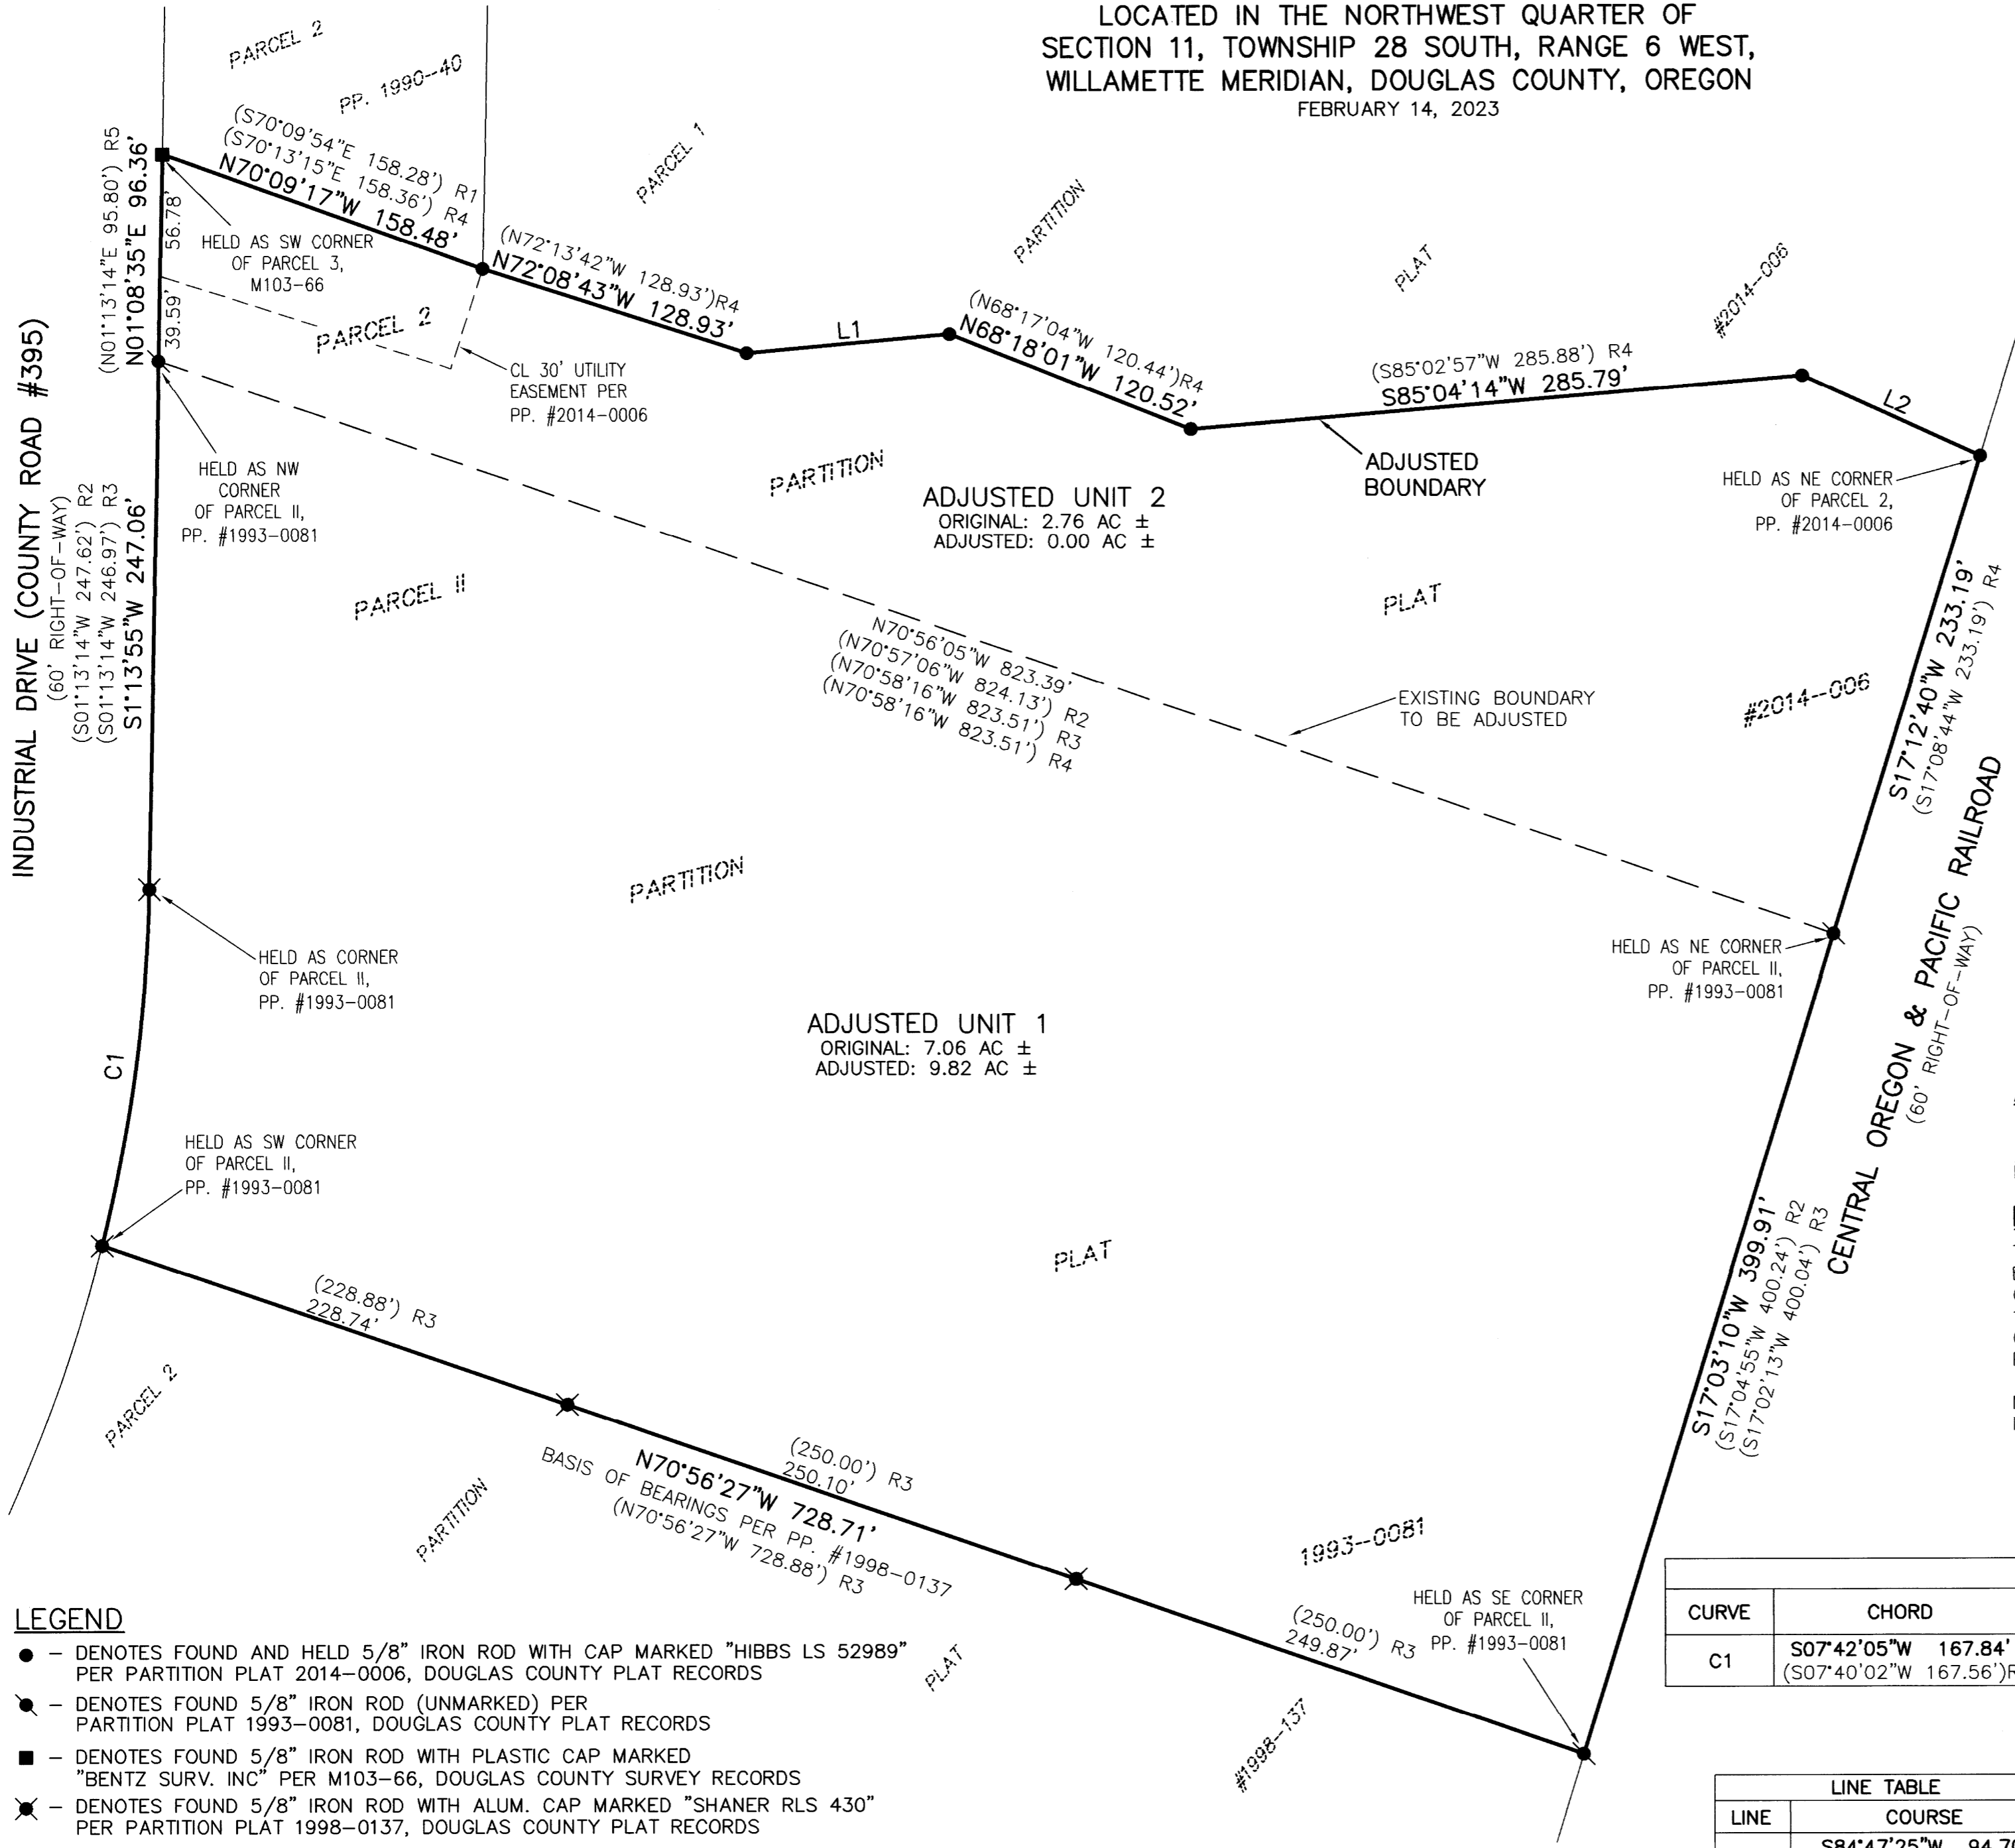 LOCATED IN THE NORTHWEST QUARTER OF
SECTION 11, TOWNSHIP 28 SOUTH, RANGE 6 WEST,
WILLAMETTE MERIDIAN, DOUGLAS COUNTY, OREGON
FEBRUARY 14, 2023
PARCEL 2
PP. 1990-40
PARCEL 1
PARTITION
PLAT
#2014-006
(S70°09'54"E 158.28') R1
(S70°13'15"E 158.36') R4
N70°09'17"W 158.48'
(N01°13'14"E 95.80') R5
N01°08'35"E 96.36'
56.78'
39.59'
HELD AS SW CORNER
OF PARCEL 3,
M103-66
(N72°13'42"W 128.93')R4
N72°08'43"W 128.93'
L1
(N68°17'04"W 120.44')R4
N68°18'01"W 120.52'
(S85°02'57"W 285.88') R4
S85°04'14"W 285.79'
L2
PARCEL 2
CL 30' UTILITY
EASEMENT PER
PP. #2014-0006
ADJUSTED
BOUNDARY
HELD AS NE CORNER
OF PARCEL 2,
PP. #2014-0006
INDUSTRIAL DRIVE (COUNTY ROAD #395)
(60' RIGHT-OF-WAY)
(S01°13'14"W 247.62') R2
(S01°13'14"W 246.97') R3
S1°13'55"W 247.06'
HELD AS NW
CORNER
OF PARCEL II,
PP. #1993-0081
PARTITION
ADJUSTED UNIT 2
ORIGINAL: 2.76 AC ±
ADJUSTED: 0.00 AC ±
PARCEL II
PLAT
#2014-006
N70°56'05"W 823.39'
(N70°57'06"W 824.13') R2
(N70°58'16"W 823.51') R3
(N70°58'16"W 823.51') R4
EXISTING BOUNDARY
TO BE ADJUSTED
S17°12'40"W 233.19'
(S17°08'44"W 233.19') R4
PARTITION
HELD AS CORNER
OF PARCEL II,
PP. #1993-0081
HELD AS NE CORNER
OF PARCEL II,
PP. #1993-0081
CENTRAL OREGON & PACIFIC RAILROAD
(60' RIGHT-OF-WAY)
ADJUSTED UNIT 1
ORIGINAL: 7.06 AC ±
ADJUSTED: 9.82 AC ±
C1
HELD AS SW CORNER
OF PARCEL II,
PP. #1993-0081
PLAT
(228.88') R3
228.74'
S17°03'10"W 399.91'
(S17°04'55"W 400.24') R2
(S17°02'13"W 400.04') R3
PARCEL 2
PARTITION
(250.00') R3
250.10'
N70°56'27"W 728.71'
BASIS OF BEARINGS PER PP. #1998-0137
(N70°56'27"W 728.88') R3
1993-0081
HELD AS SE CORNER
OF PARCEL II,
PP. #1993-0081
(250.00') R3
249.87'
PLAT
#1998-137
LEGEND
– DENOTES FOUND AND HELD 5/8" IRON ROD WITH CAP MARKED "HIBBS LS 52989"
PER PARTITION PLAT 2014-0006, DOUGLAS COUNTY PLAT RECORDS
– DENOTES FOUND 5/8" IRON ROD (UNMARKED) PER
PARTITION PLAT 1993-0081, DOUGLAS COUNTY PLAT RECORDS
– DENOTES FOUND 5/8" IRON ROD WITH PLASTIC CAP MARKED
"BENTZ SURV. INC" PER M103-66, DOUGLAS COUNTY SURVEY RECORDS
– DENOTES FOUND 5/8" IRON ROD WITH ALUM. CAP MARKED "SHANER RLS 430"
PER PARTITION PLAT 1998-0137, DOUGLAS COUNTY PLAT RECORDS
CURVE CHORD
C1 S07°42'05"W 167.84'
(S07°40'02"W 167.56')R
LINE TABLE
LINE COURSE
S84°47'25"W